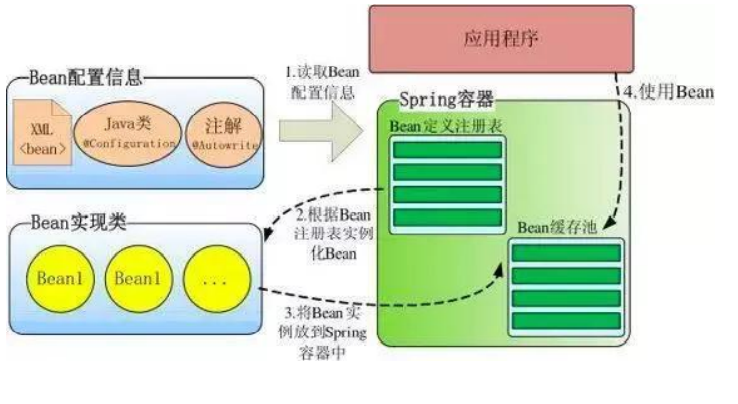 应用程序
Bean配置信息
XML
<bean>
Java类
@Configuration
注解
@Autowrite
1.读取Bean
配置信息
Spring容器
4.使用Bean
Bean定义注册表
2.根据Bean
注册表实例
化Bean
Bean实现类
Bean1
Bean1
...
Bean缓存池
3.将Bean实
例放到Spring
容器中